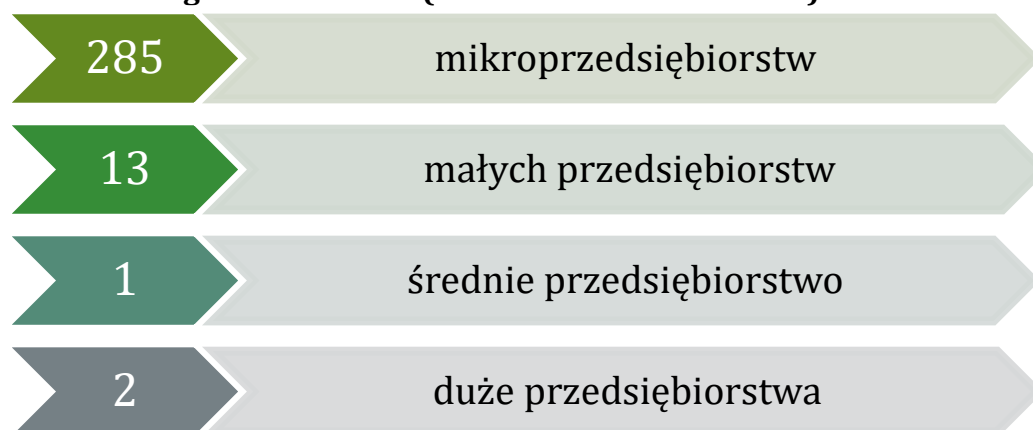 285 mikroprzedsiębiorstw
13 małych przedsiębiorstw
1 średnie przedsiębiorstwo
2 duże przedsiębiorstwa